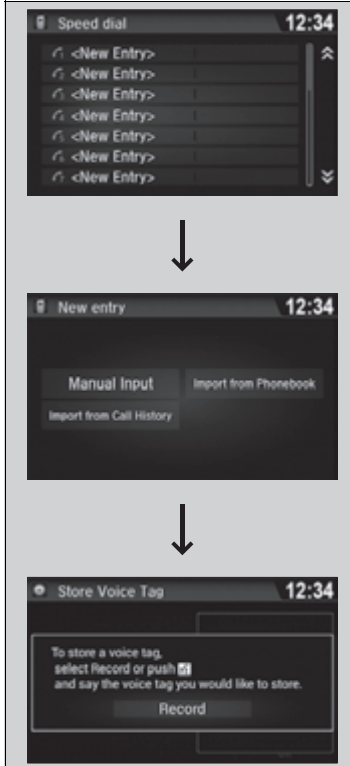 Speed dial 12:34
<New Entry>
<New Entry>
<New Entry>
<New Entry>
<New Entry>
<New Entry>
<New Entry>
New entry 12:34
Manual Input Import from Phonebook
Import from Call History
Store Voice Tag 12:34
To store a voice tag,
select Record or push
and say the voice tag you would like to store.
Record